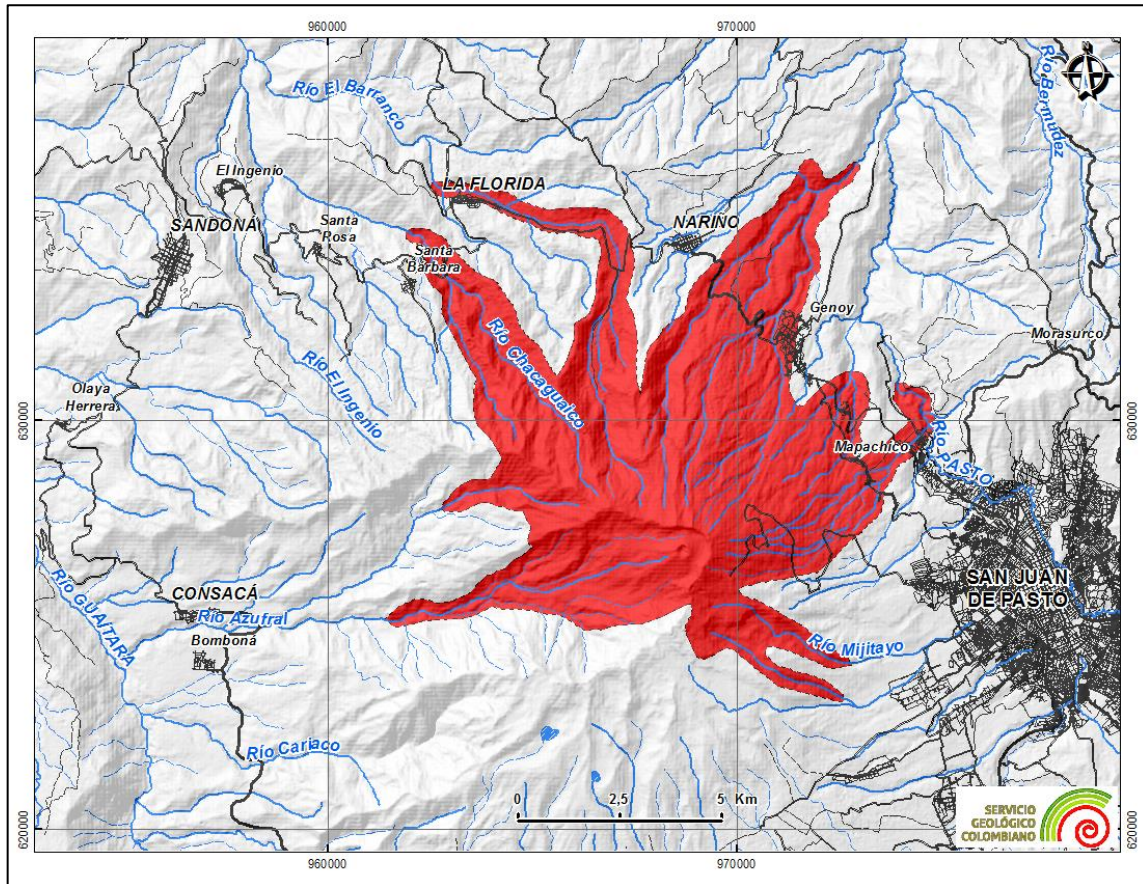 960000
970000
Río El Barranco
Río Bermudez
El Ingenio
LA FLORIDA
SANDONÁ
Santa
Rosa
NARIÑO
Santa
Bárbara
Genoy
Río Chacaguaico
Morasurco
Río El Ingenio
Olaya
Herrera
630000
630000
Mapachico
Río PASTO
Río GUAITARA
CONSACÁ
Río Azufral
Bomboná
SAN JUAN
DE PASTO
Río Mijitayo
Río Cariaco
0
2,5
5 Km
SERVICIO
GEOLÓGICO
COLOMBIANO
620000
620000
960000
970000